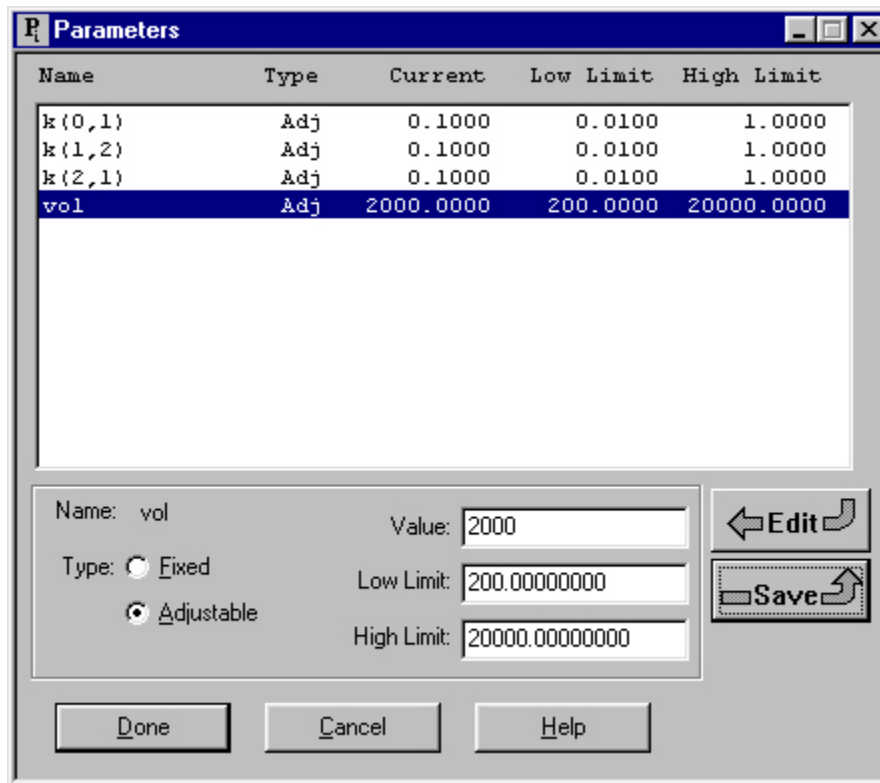 Parameters
Name Type Current Low Limit High Limit
k(0,1) Adj 0.1000 0.0100 1.0000
k(1,2) Adj 0.1000 0.0100 1.0000
k(2,1) Adj 0.1000 0.0100 1.0000
vol Adj 2000.0000 200.0000 20000.0000
Name: vol
Type: Fixed
Adjustable
Value: 2000
Low Limit: 200.00000000
High Limit: 20000.00000000
Edit
Save
Done Cancel Help